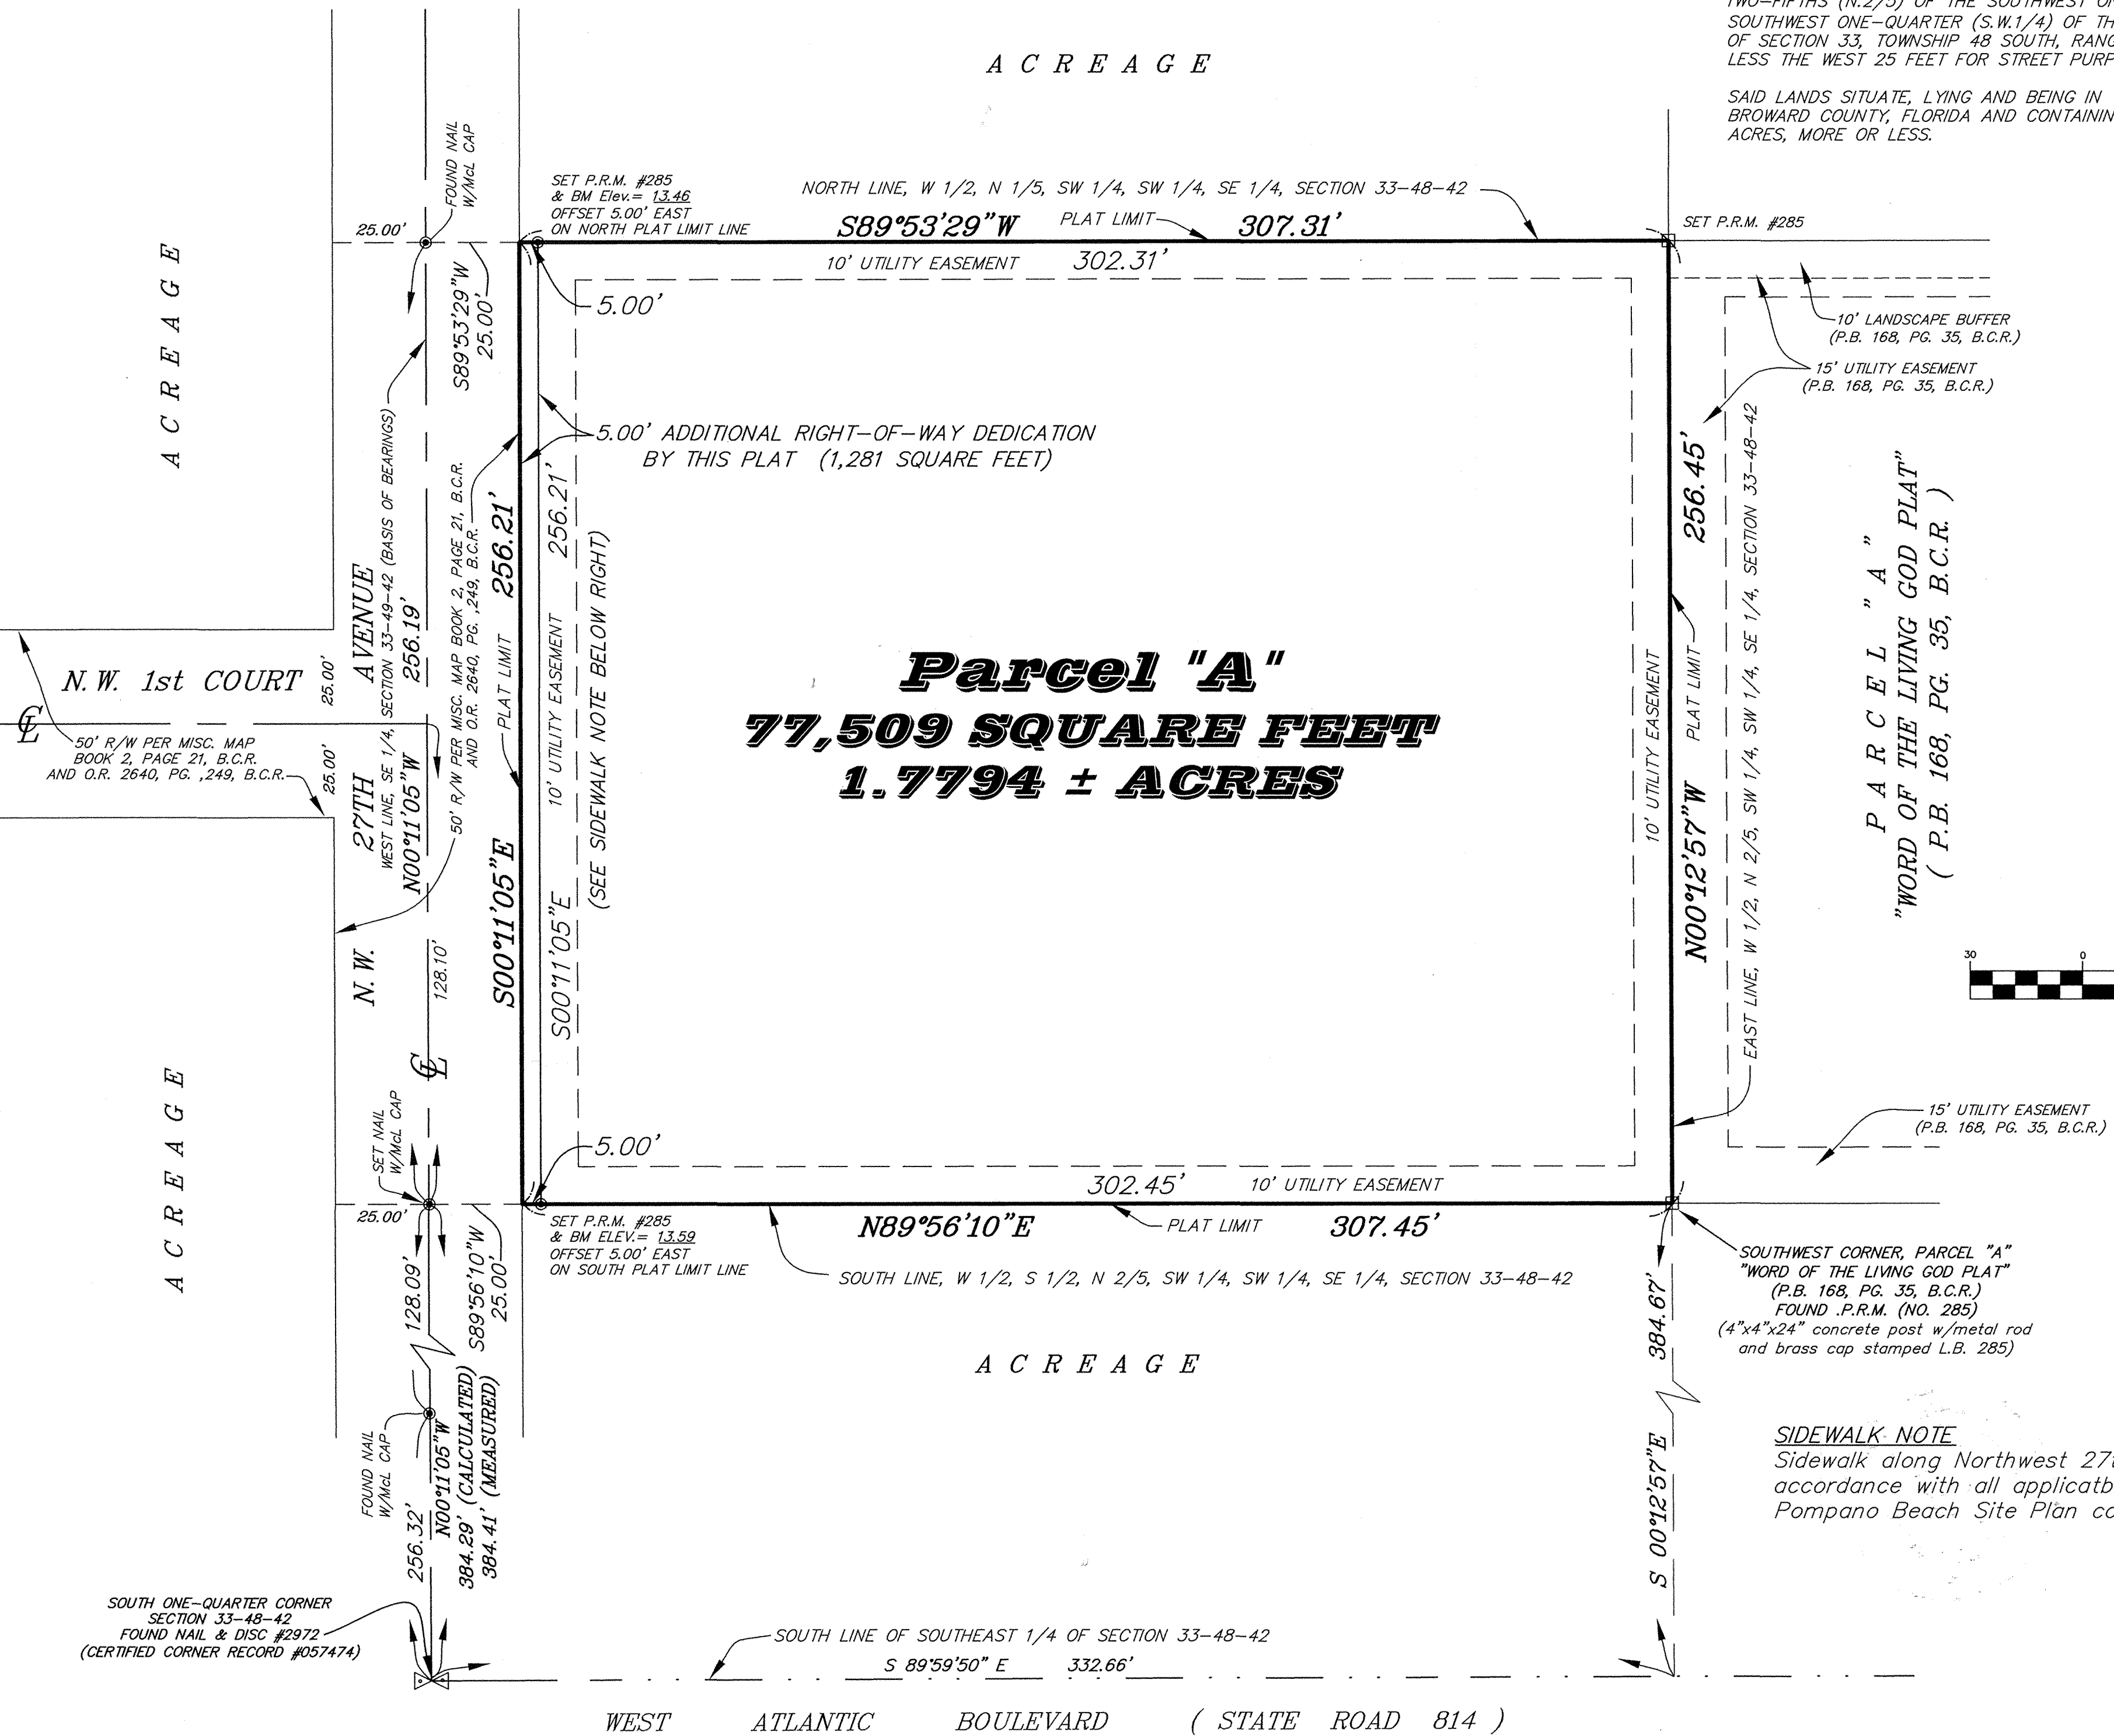 TWO-FIFTHS (N.2/5) OF THE SOUTHWEST
SOUTHWEST ONE-QUARTER (S.W.1/4) OF
OF SECTION 33, TOWNSHIP 48 SOUTH,
LESS THE WEST 25 FEET FOR STREET
SAID LANDS SITUATE, LYING AND BEING IN
BROWARD COUNTY, FLORIDA AND
ACRES, MORE OR LESS.
A C R E A G E
FOUND NAIL
W/McL CAP
SET P.R.M. #285
& BM Elev.= 13.46
OFFSET 5.00' EAST
ON NORTH PLAT LIMIT LINE
NORTH LINE, W 1/2, N 1/5, SW 1/4, SW 1/4, SE 1/4, SECTION 33-48-42
S89°53'29"W PLAT LIMIT 307.31'
SET P.R.M. #285
25.00'
10' UTILITY EASEMENT 302.31'
5.00'
S89°53'29"W
25.00'
10' LANDSCAPE BUFFER
(P.B. 168, PG. 35, B.C.R.)
15' UTILITY EASEMENT
(P.B. 168, PG. 35, B.C.R.)
A C R E A G E
5.00' ADDITIONAL RIGHT-OF-WAY DEDICATION
BY THIS PLAT (1,281 SQUARE FEET)
N.W. 27TH AVENUE
WEST LINE, SE 1/4, SECTION 33-49-42 (BASIS OF BEARINGS)
N00°11'05"W 256.19'
50' R/W PER MISC. MAP BOOK 2, PAGE 21, B.C.R.
AND O.R. 2640, PG. ,249, B.C.R.
S00°11'05"E PLAT LIMIT 256.21'
S00°11'05"E 10' UTILITY EASEMENT 256.21'
(SEE SIDEWALK NOTE BELOW RIGHT)
Parcel "A"
77,509 SQUARE FEET
1.7794 ± ACRES
10' UTILITY EASEMENT
N00°12'57"W PLAT LIMIT 256.45'
EAST LINE, W 1/2, N 2/5, SW 1/4, SW 1/4, SE 1/4, SECTION 33-48-42
P A R C E L "A"
"WORD OF THE LIVING GOD PLAT"
( P.B. 168, PG. 35, B.C.R. )
N.W. 1st COURT
25.00'
25.00'
CL
50' R/W PER MISC. MAP
BOOK 2, PAGE 21, B.C.R.
AND O.R. 2640, PG. ,249, B.C.R.
128.10'
CL
30 0
A C R E A G E
SET NAIL
W/McL CAP
25.00'
5.00'
302.45' 10' UTILITY EASEMENT
15' UTILITY EASEMENT
(P.B. 168, PG. 35, B.C.R.)
SET P.R.M. #285
& BM ELEV.= 13.59
OFFSET 5.00' EAST
ON SOUTH PLAT LIMIT LINE
N89°56'10"E PLAT LIMIT 307.45'
SOUTH LINE, W 1/2, S 1/2, N 2/5, SW 1/4, SW 1/4, SE 1/4, SECTION 33-48-42
SOUTHWEST CORNER, PARCEL "A"
"WORD OF THE LIVING GOD PLAT"
(P.B. 168, PG. 35, B.C.R.)
FOUND .P.R.M. (NO. 285)
(4"x4"x24" concrete post w/metal rod
and brass cap stamped L.B. 285)
128.09'
S89°56'10"W
25.00'
A C R E A G E
S 00°12'57"E 384.67'
FOUND NAIL
W/McL CAP
256.32'
N00°11'05"W
384.29' (CALCULATED)
384.41' (MEASURED)
SIDEWALK NOTE
Sidewalk along Northwest
accordance with all
Pompano Beach Site Plan
SOUTH ONE-QUARTER CORNER
SECTION 33-48-42
FOUND NAIL & DISC #2972
(CERTIFIED CORNER RECORD #057474)
SOUTH LINE OF SOUTHEAST 1/4 OF SECTION 33-48-42
S 89°59'50" E 332.66'
WEST ATLANTIC BOULEVARD ( STATE ROAD 814 )